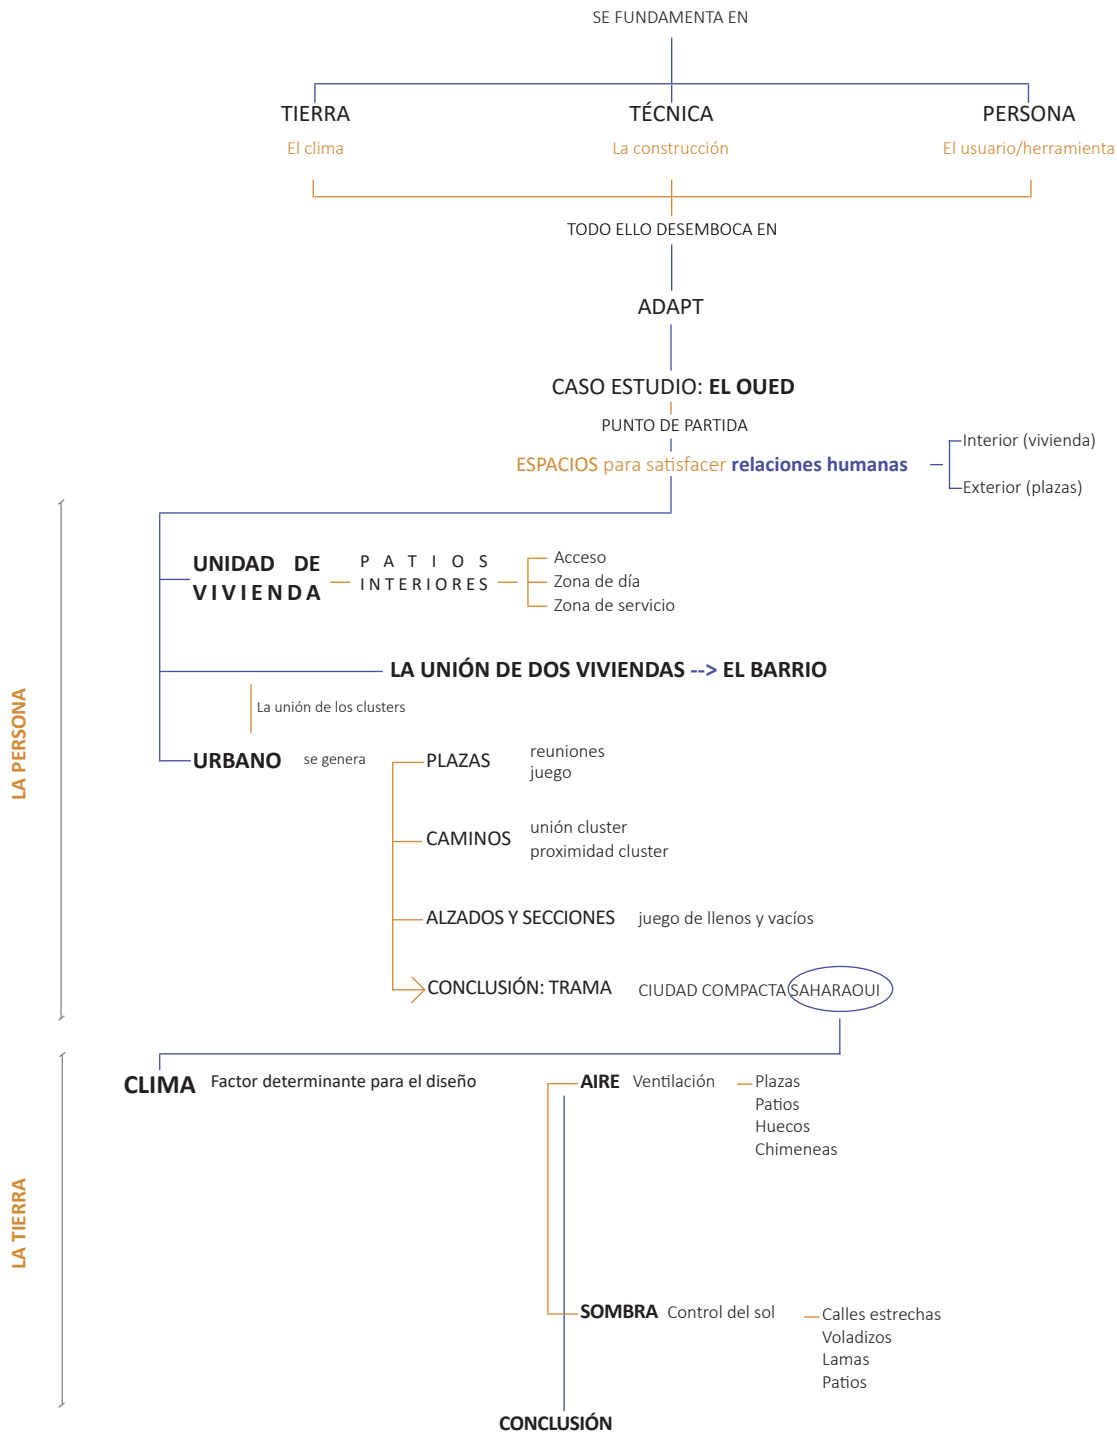 SE FUNDAMENTA EN
TIERRA
TÉCNICA
PERSONA
El clima
La construcción
El usuario/herramienta
TODO ELLO DESEMBOCA EN
ADAPT
CASO ESTUDIO: EL OUED
PUNTO DE PARTIDA
ESPACIOS para satisfacer relaciones humanas
Interior (vivienda)
Exterior (plazas)
LA PERSONA
UNIDAD DE
VIVIENDA
PATIOS
INTERIORES
Acceso
Zona de día
Zona de servicio
LA UNIÓN DE DOS VIVIENDAS --> EL BARRIO
La unión de los clusters
URBANO
se genera
PLAZAS
reuniones
juego
CAMINOS
unión cluster
proximidad cluster
ALZADOS Y SECCIONES
juego de llenos y vacíos
CONCLUSIÓN: TRAMA
CIUDAD COMPACTA SAHARAOUI
LA TIERRA
CLIMA
Factor determinante para el diseño
AIRE
Ventilación
Plazas
Patios
Huecos
Chimeneas
SOMBRA
Control del sol
Calles estrechas
Voladizos
Lamas
Patios
CONCLUSIÓN